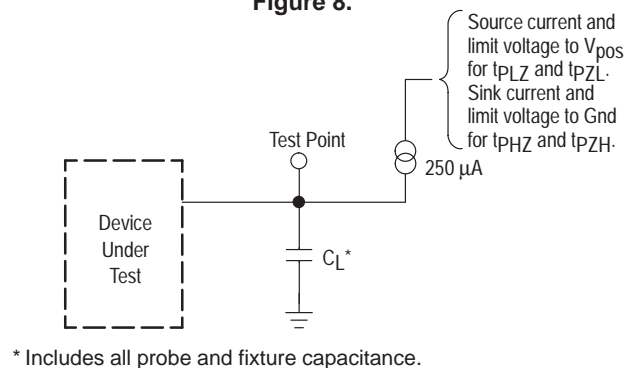 Figure 8.
Source current and
limit voltage to Vpos
for tPLZ and tPZL.
Sink current and
limit voltage to Gnd
for tPHZ and tPZH.
Test Point
250 µA
Device
Under
Test
CL*
* Includes all probe and fixture capacitance.